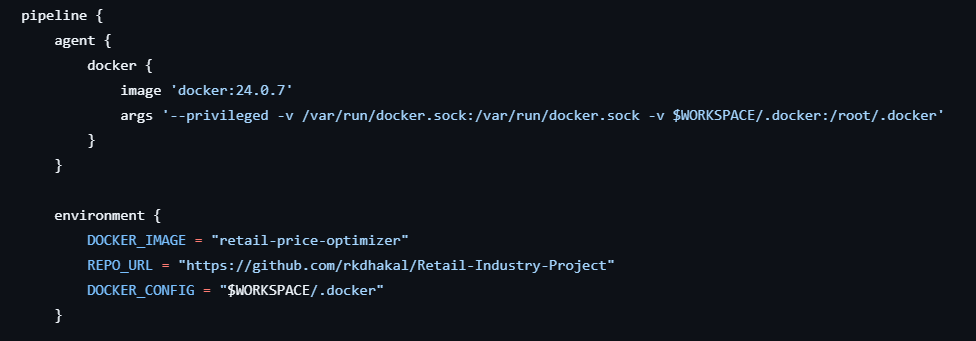 pipeline {
    agent {
        docker {
            image 'docker:24.0.7'
            args '--privileged -v /var/run/docker.sock:/var/run/docker.sock -v $WORKSPACE/.docker:/root/.docker'
        }
    }

    environment {
        DOCKER_IMAGE = "retail-price-optimizer"
        REPO_URL = "https://github.com/rkdhakal/Retail-Industry-Project"
        DOCKER_CONFIG = "$WORKSPACE/.docker"
    }